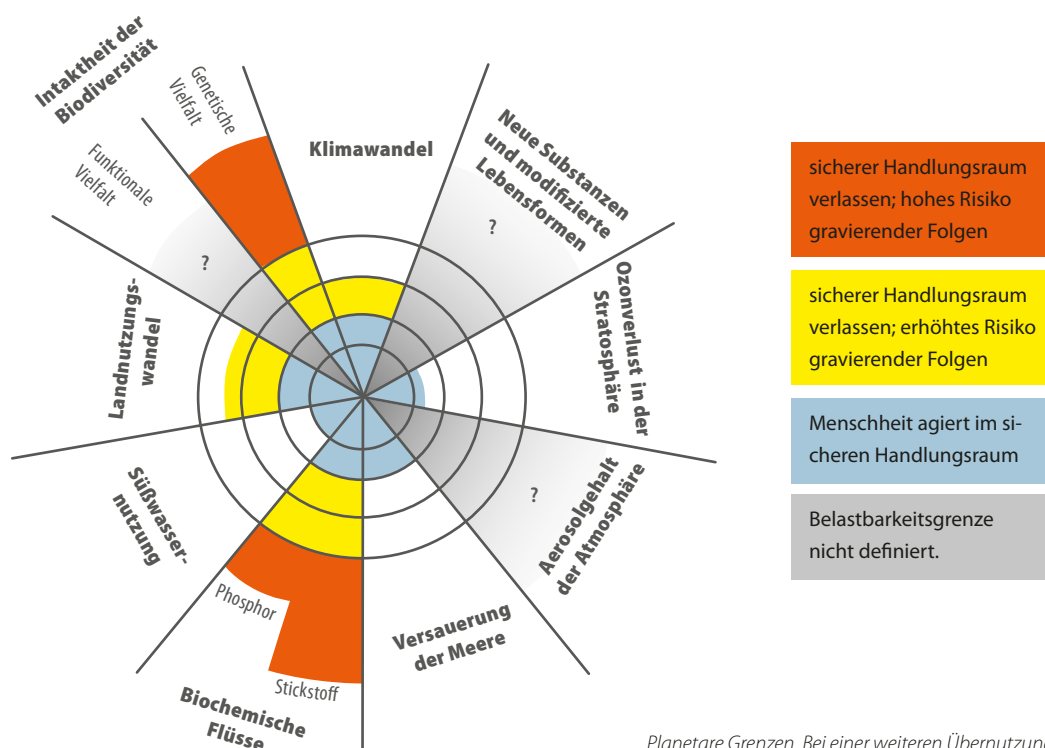 Intaktheit der
Biodiversität
Genetische
Vielfalt
Funktionale
Vielfalt
?
Klimawandel
Neue Substanzen
und modifizierte
Lebensformen
?
Ozonverlust in der
Stratosphäre
Aerosolgehalt
der Atmosphäre
?
Versauerung
der Meere
Biochemische
Flüsse
Phosphor
Stickstoff
Süßwasser-
nutzung
Landnutzungs-
wandel
sicherer Handlungsraum
verlassen; hohes Risiko
gravierender Folgen
sicherer Handlungsraum
verlassen; erhöhtes Risiko
gravierender Folgen
Menschheit agiert im si-
cheren Handlungsraum
Belastbarkeitsgrenze
nicht definiert.
Planetare Grenzen. Bei einer weiteren Übernutzung